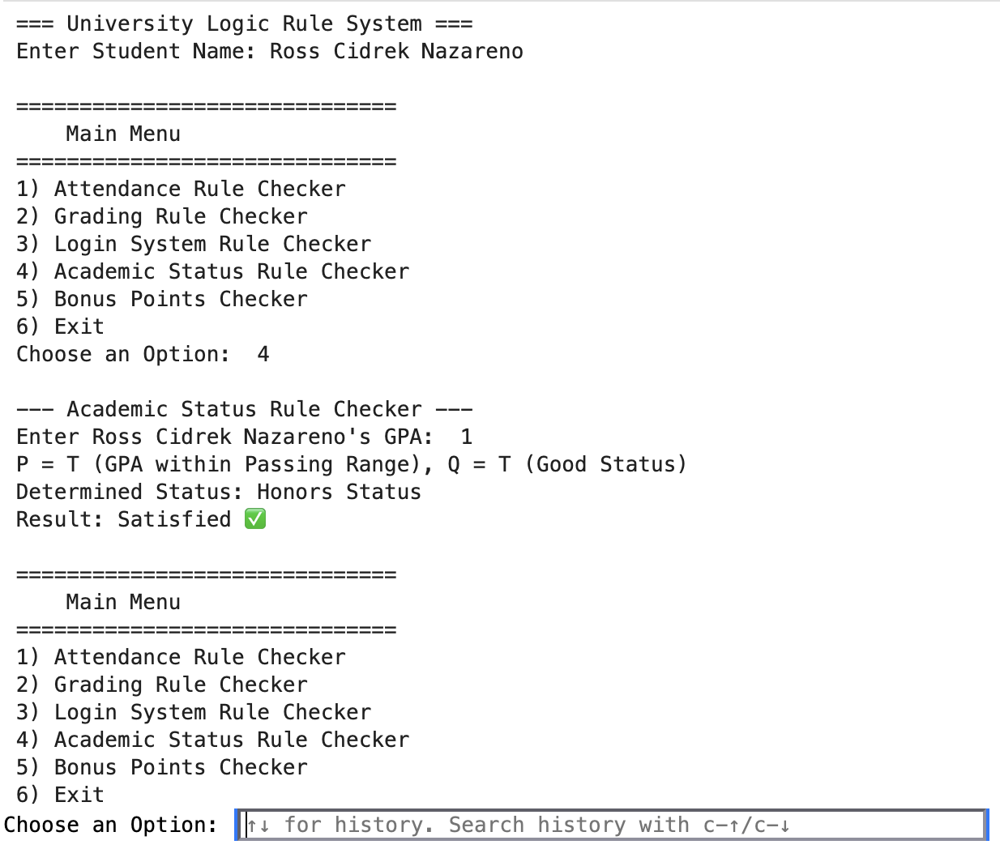 === University Logic Rule System ===
Enter Student Name: Ross Cidrek Nazareno
==============================
Main Menu
==============================
1) Attendance Rule Checker
2) Grading Rule Checker
3) Login System Rule Checker
4) Academic Status Rule Checker
5) Bonus Points Checker
6) Exit
Choose an Option:  4
--- Academic Status Rule Checker ---
Enter Ross Cidrek Nazareno's GPA:  1
P = T (GPA within Passing Range), Q = T (Good Status)
Determined Status: Honors Status
Result: Satisfied ✅
==============================
Main Menu
==============================
1) Attendance Rule Checker
2) Grading Rule Checker
3) Login System Rule Checker
4) Academic Status Rule Checker
5) Bonus Points Checker
6) Exit
Choose an Option: ↑↓ for history. Search history with c-↑/c-↓